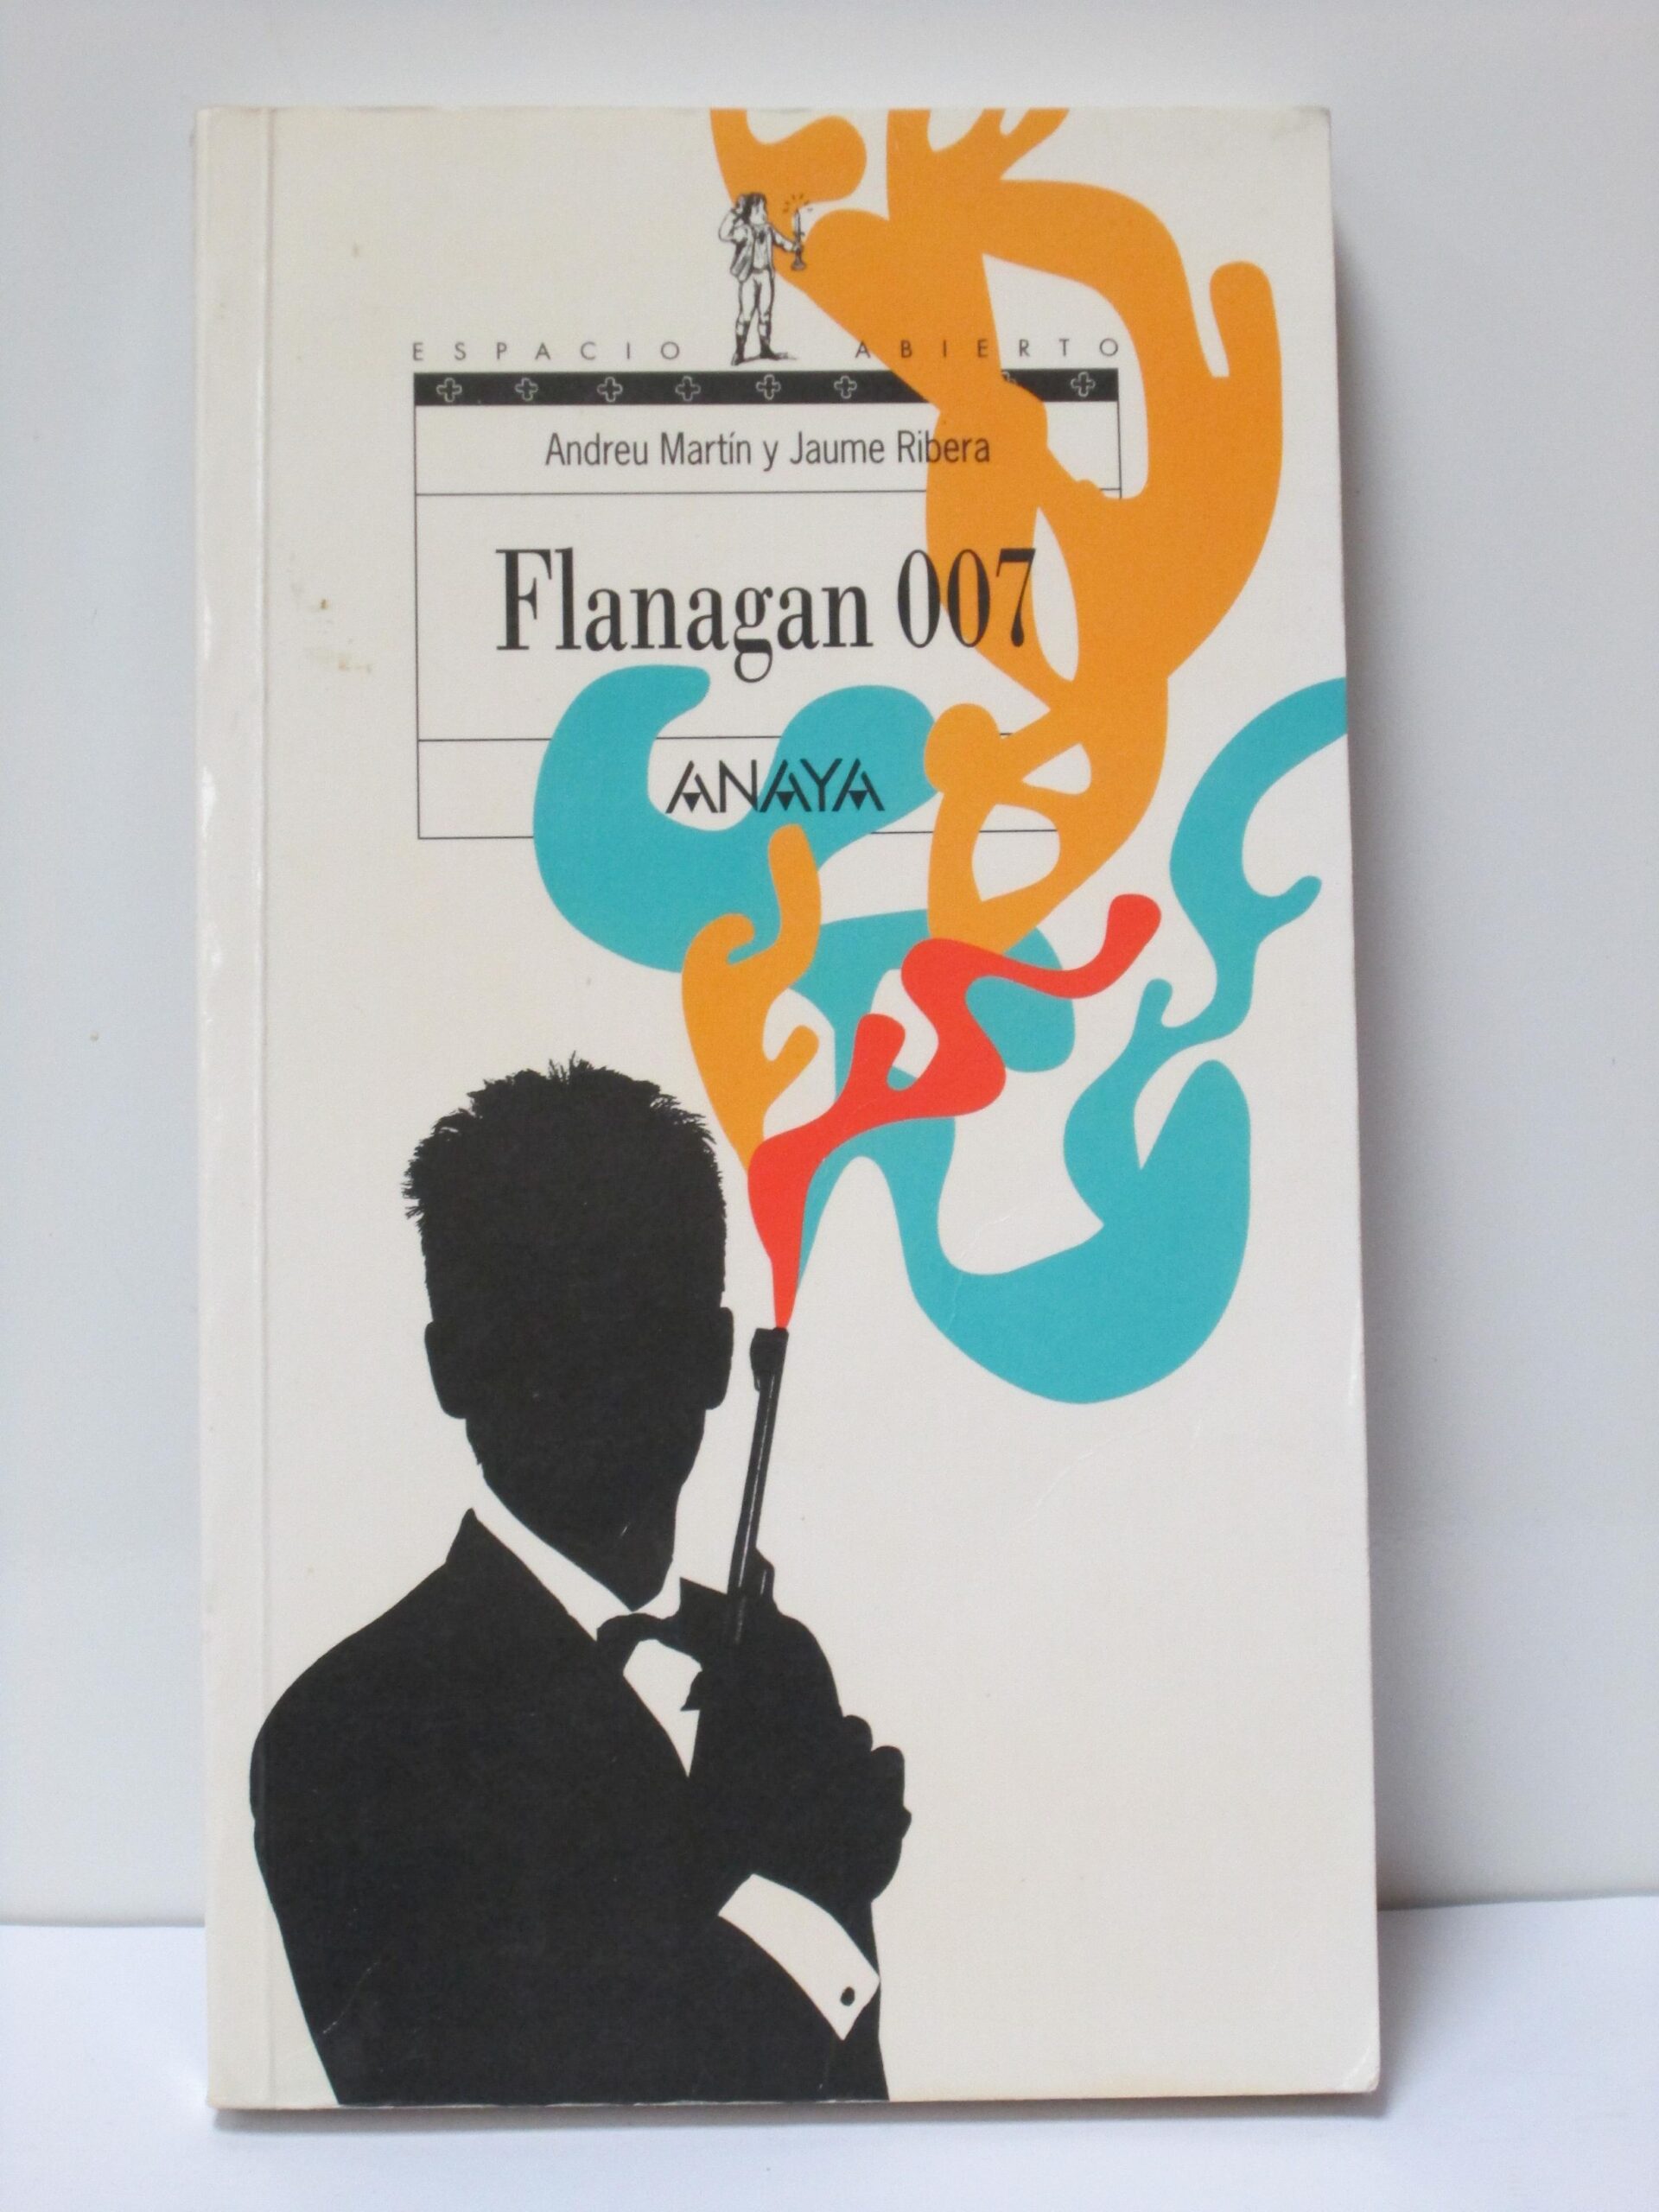 ESPACIO ABIERTO
Andreu Martín y Jaume Ribera
Flanagan 007
ANAYA